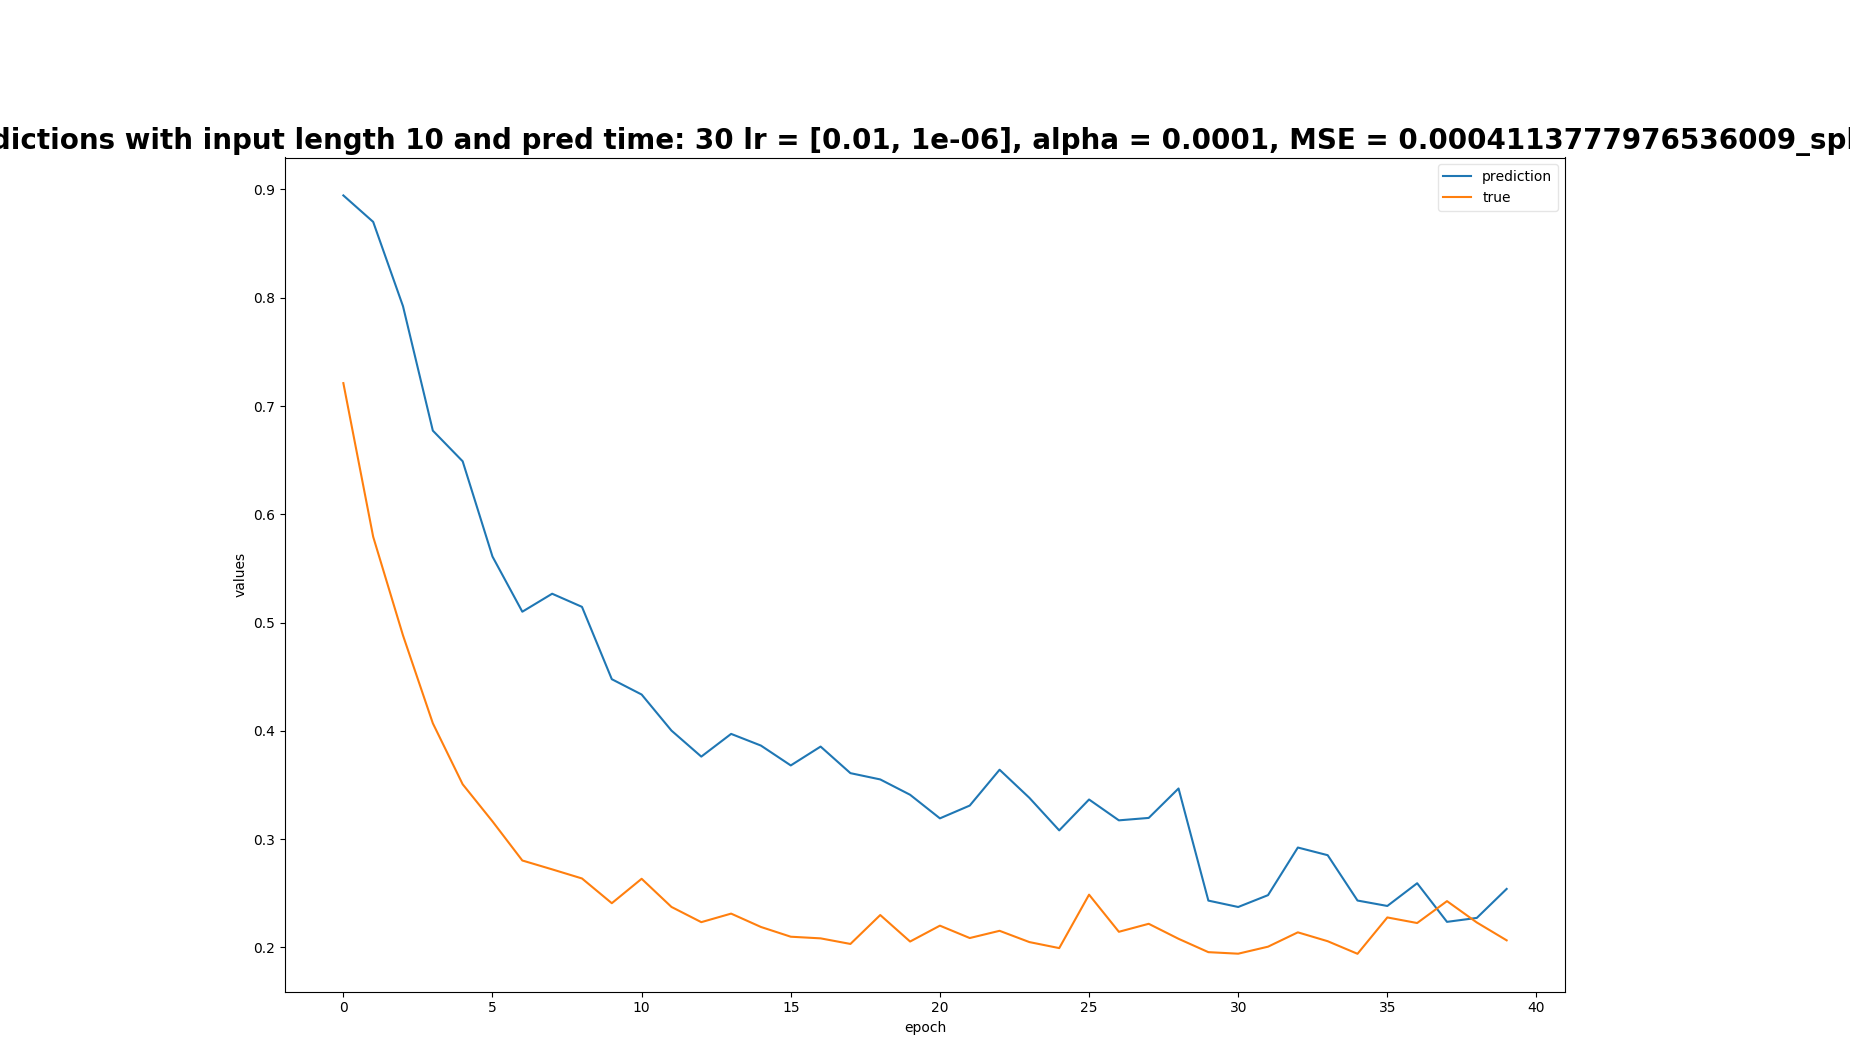 dictions with input length 10 and pred time: 30 lr = [0.01, 1e-06], alpha = 0.0001, MSE = 0.0004113777976536009_spl
prediction
true
0.9
0.8
0.7
0.6
0.5
0.4
0.3
0.2
values
0 5 10 15 20 25 30 35 40
epoch